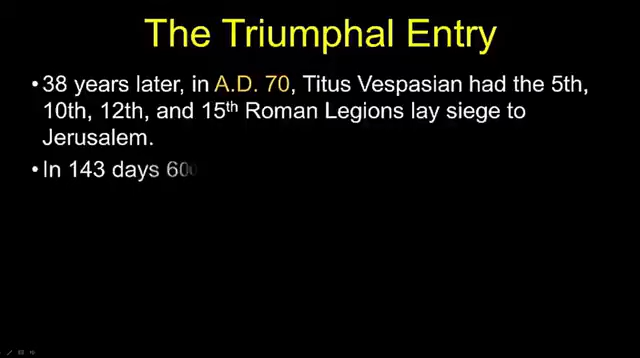 The Triumphal Entry
• 38 years later, in A.D. 70, Titus Vespasian had the 5th,
10th, 12th, and 15th Roman Legions lay siege to
Jerusalem.
• In 143 days 60